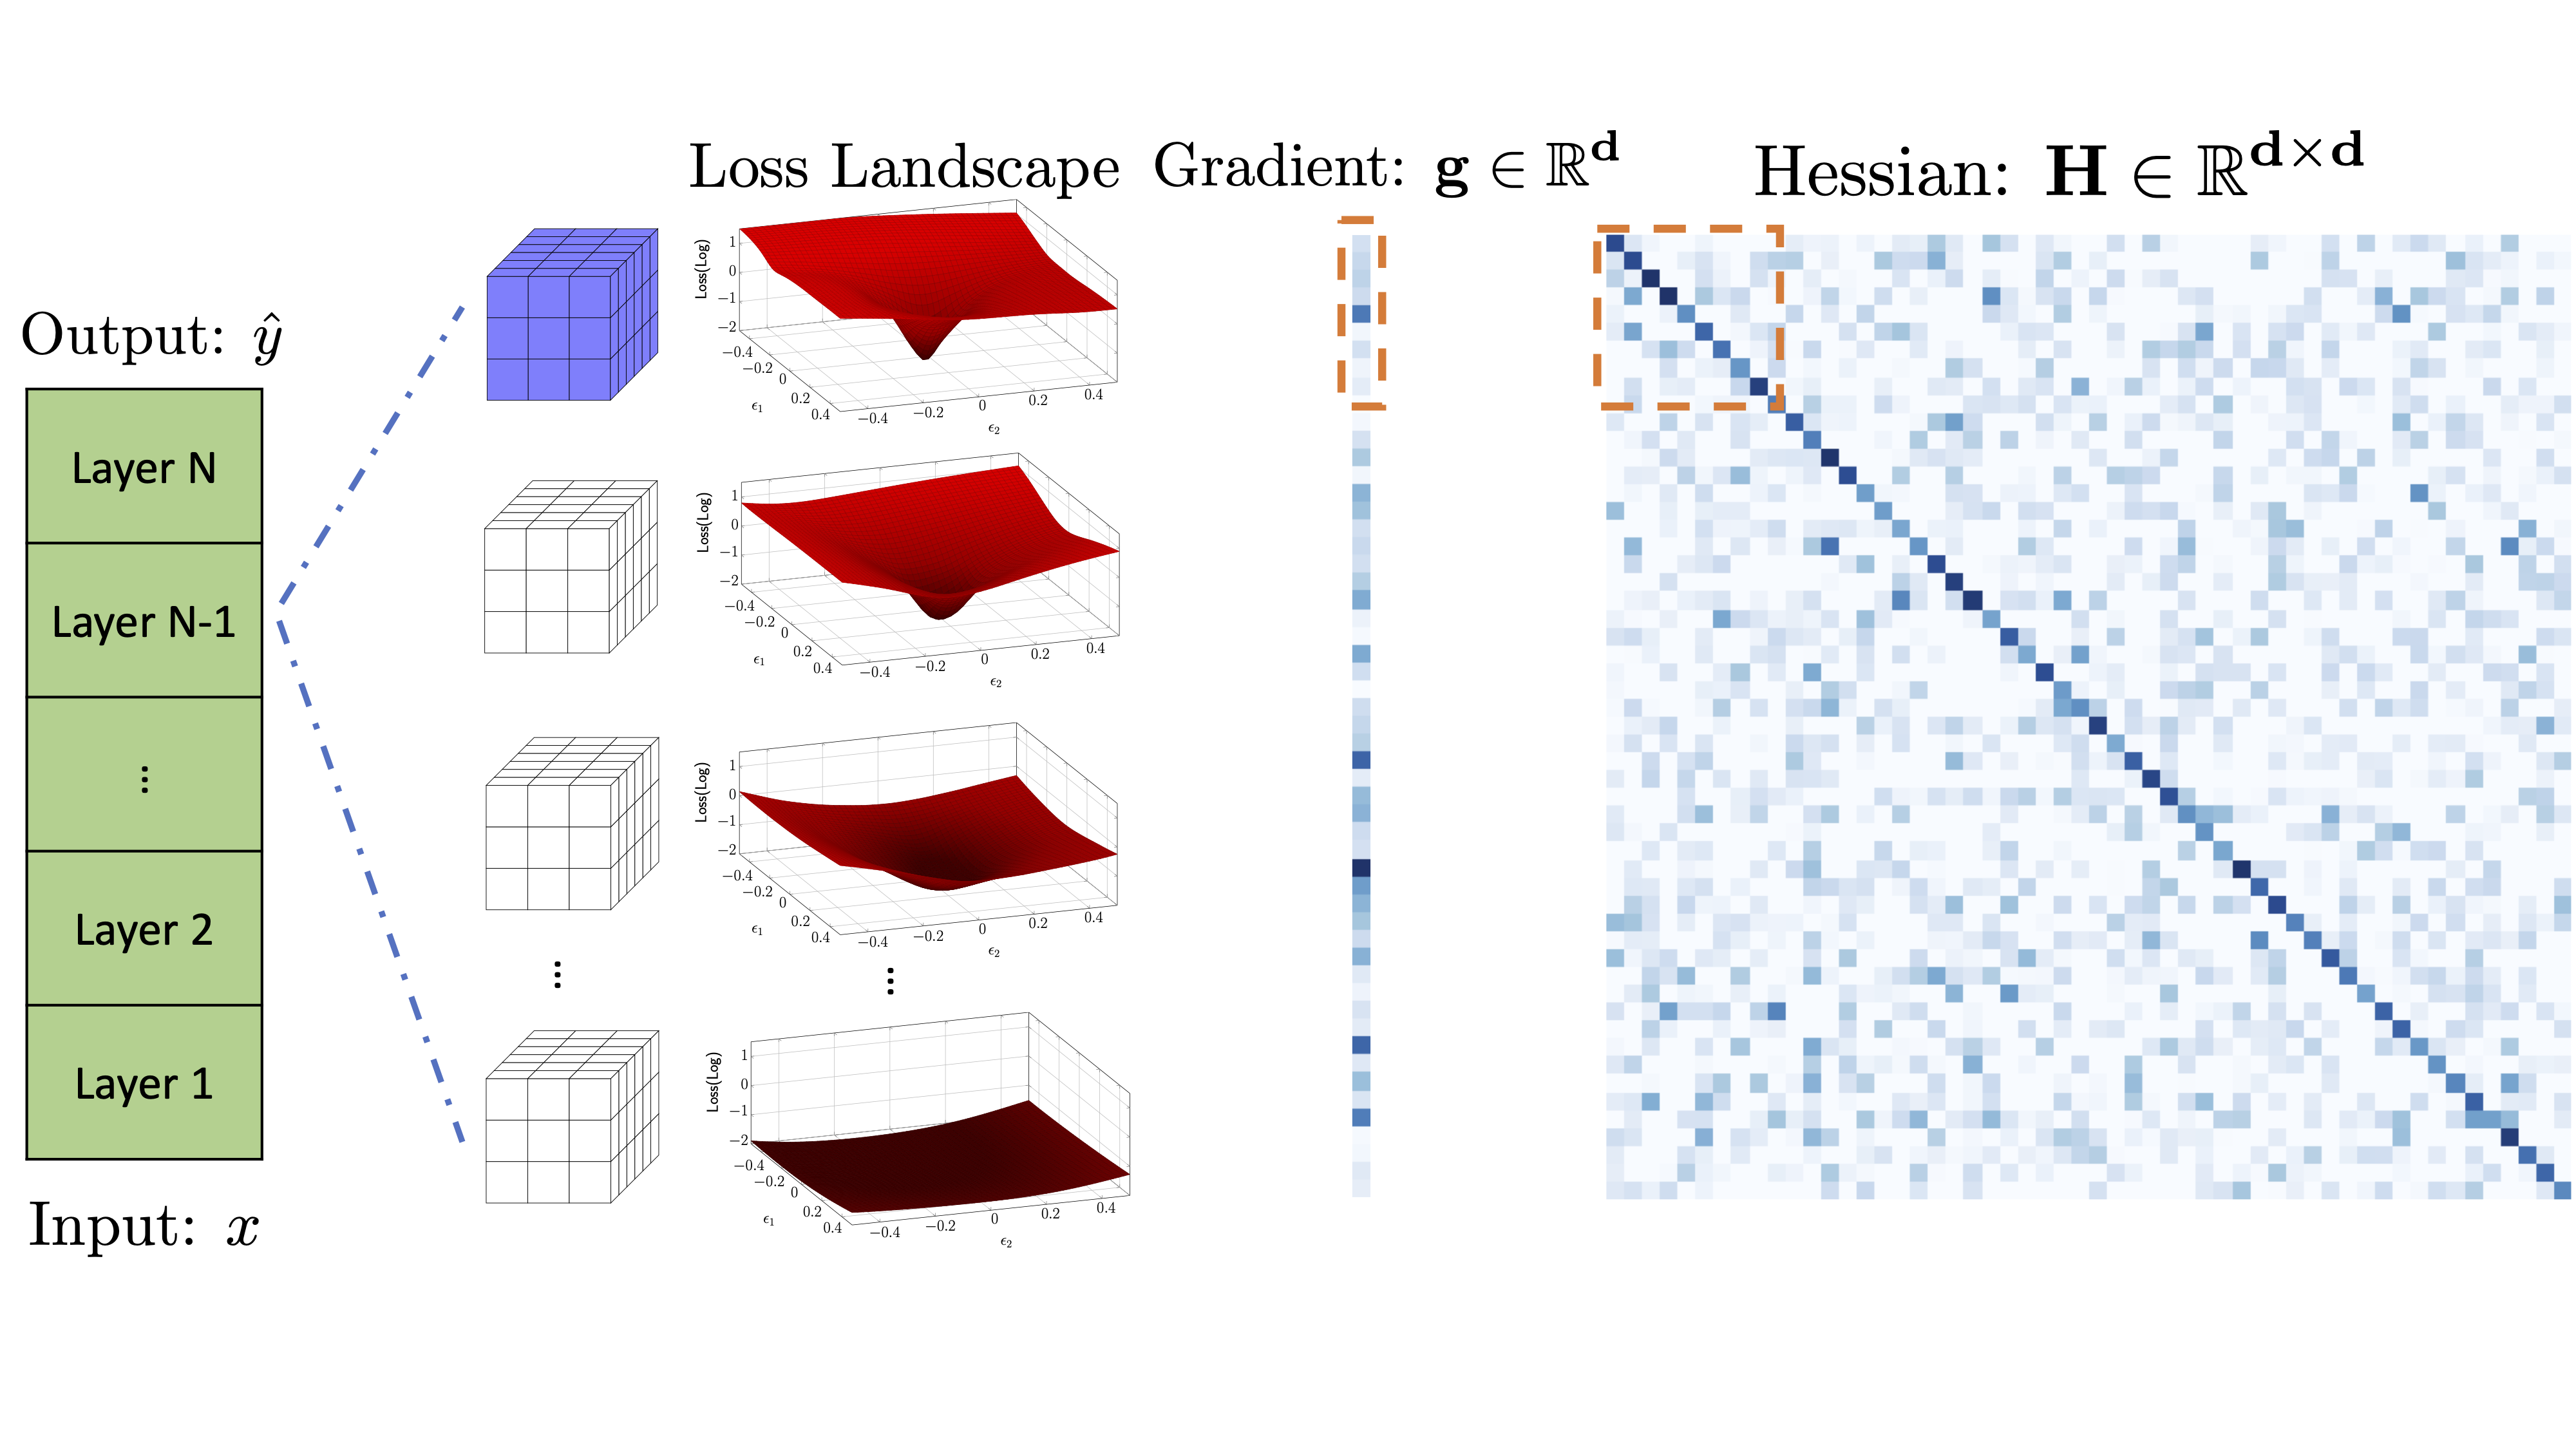 Loss Landscape
Gradient: g ∈ ℝᵈ
Hessian: H ∈ ℝᵈˣᵈ
Output: ŷ
Layer N
Layer N-1
⋮
Layer 2
Layer 1
Input: x
Loss(Log)
1
0
−1
−2
−0.4
−0.2
0
0.2
0.4
ϵ₁
−0.4
−0.2
0
0.2
0.4
ϵ₂
Loss(Log)
1
0
−1
−2
−0.4
−0.2
0
0.2
0.4
ϵ₁
−0.4
−0.2
0
0.2
0.4
ϵ₂
Loss(Log)
1
0
−1
−2
−0.4
−0.2
0
0.2
0.4
ϵ₁
−0.4
−0.2
0
0.2
0.4
ϵ₂
⋮
⋮
Loss(Log)
1
0
−1
−2
−0.4
−0.2
0
0.2
0.4
ϵ₁
−0.4
−0.2
0
0.2
0.4
ϵ₂